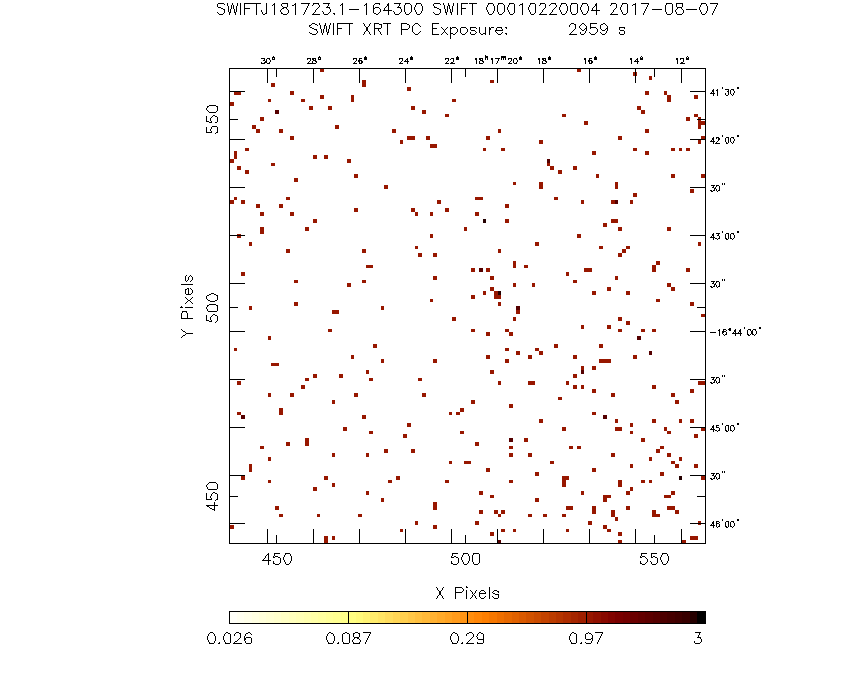 SWIFTJ181723.1-164300 SWIFT 00010220004 2017-08-07
SWIFT XRT PC Exposure: 2959 s
30s 28s 26s 24s 22s 18h17m20s 18s 16s 14s 12s
41'30"
550
42'00"
30"
43'00"
30"
500
-16°44'00"
30"
45'00"
30"
450
46'00"
Y Pixels
450 500 550
X Pixels
0.026 0.087 0.29 0.97 3